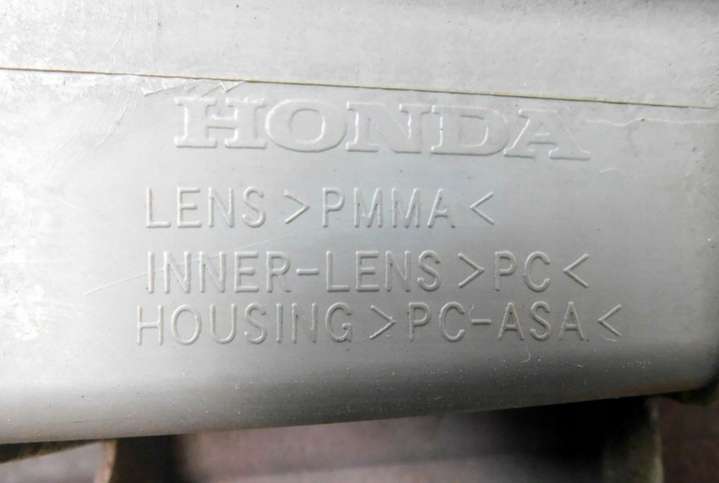 HONDA
LENS >PMMA<
INNER-LENS >PC<
HOUSING >PC-ASA<